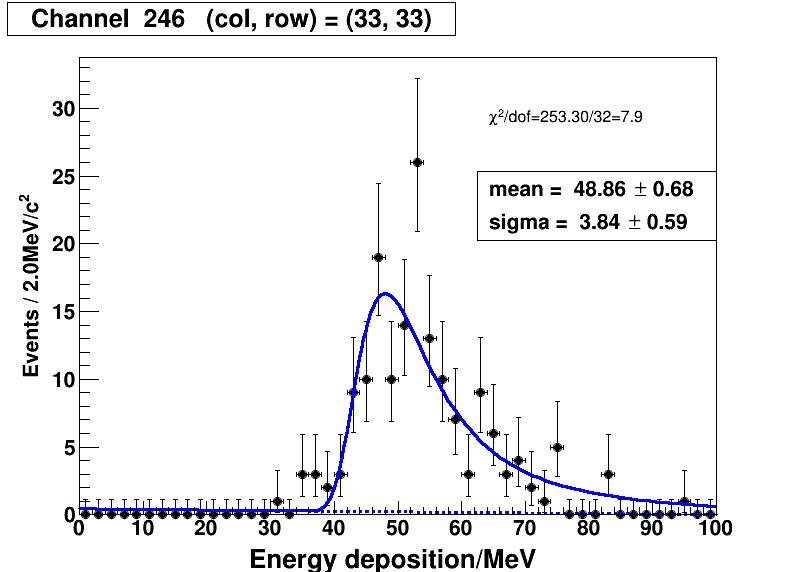 Channel 246 (col, row) = (33, 33)
χ²/dof=253.30/32=7.9
mean = 48.86 ± 0.68
sigma = 3.84 ± 0.59
Events / 2.0MeV/c²
30
25
20
15
10
5
0
0 10 20 30 40 50 60 70 80 90 100
Energy deposition/MeV